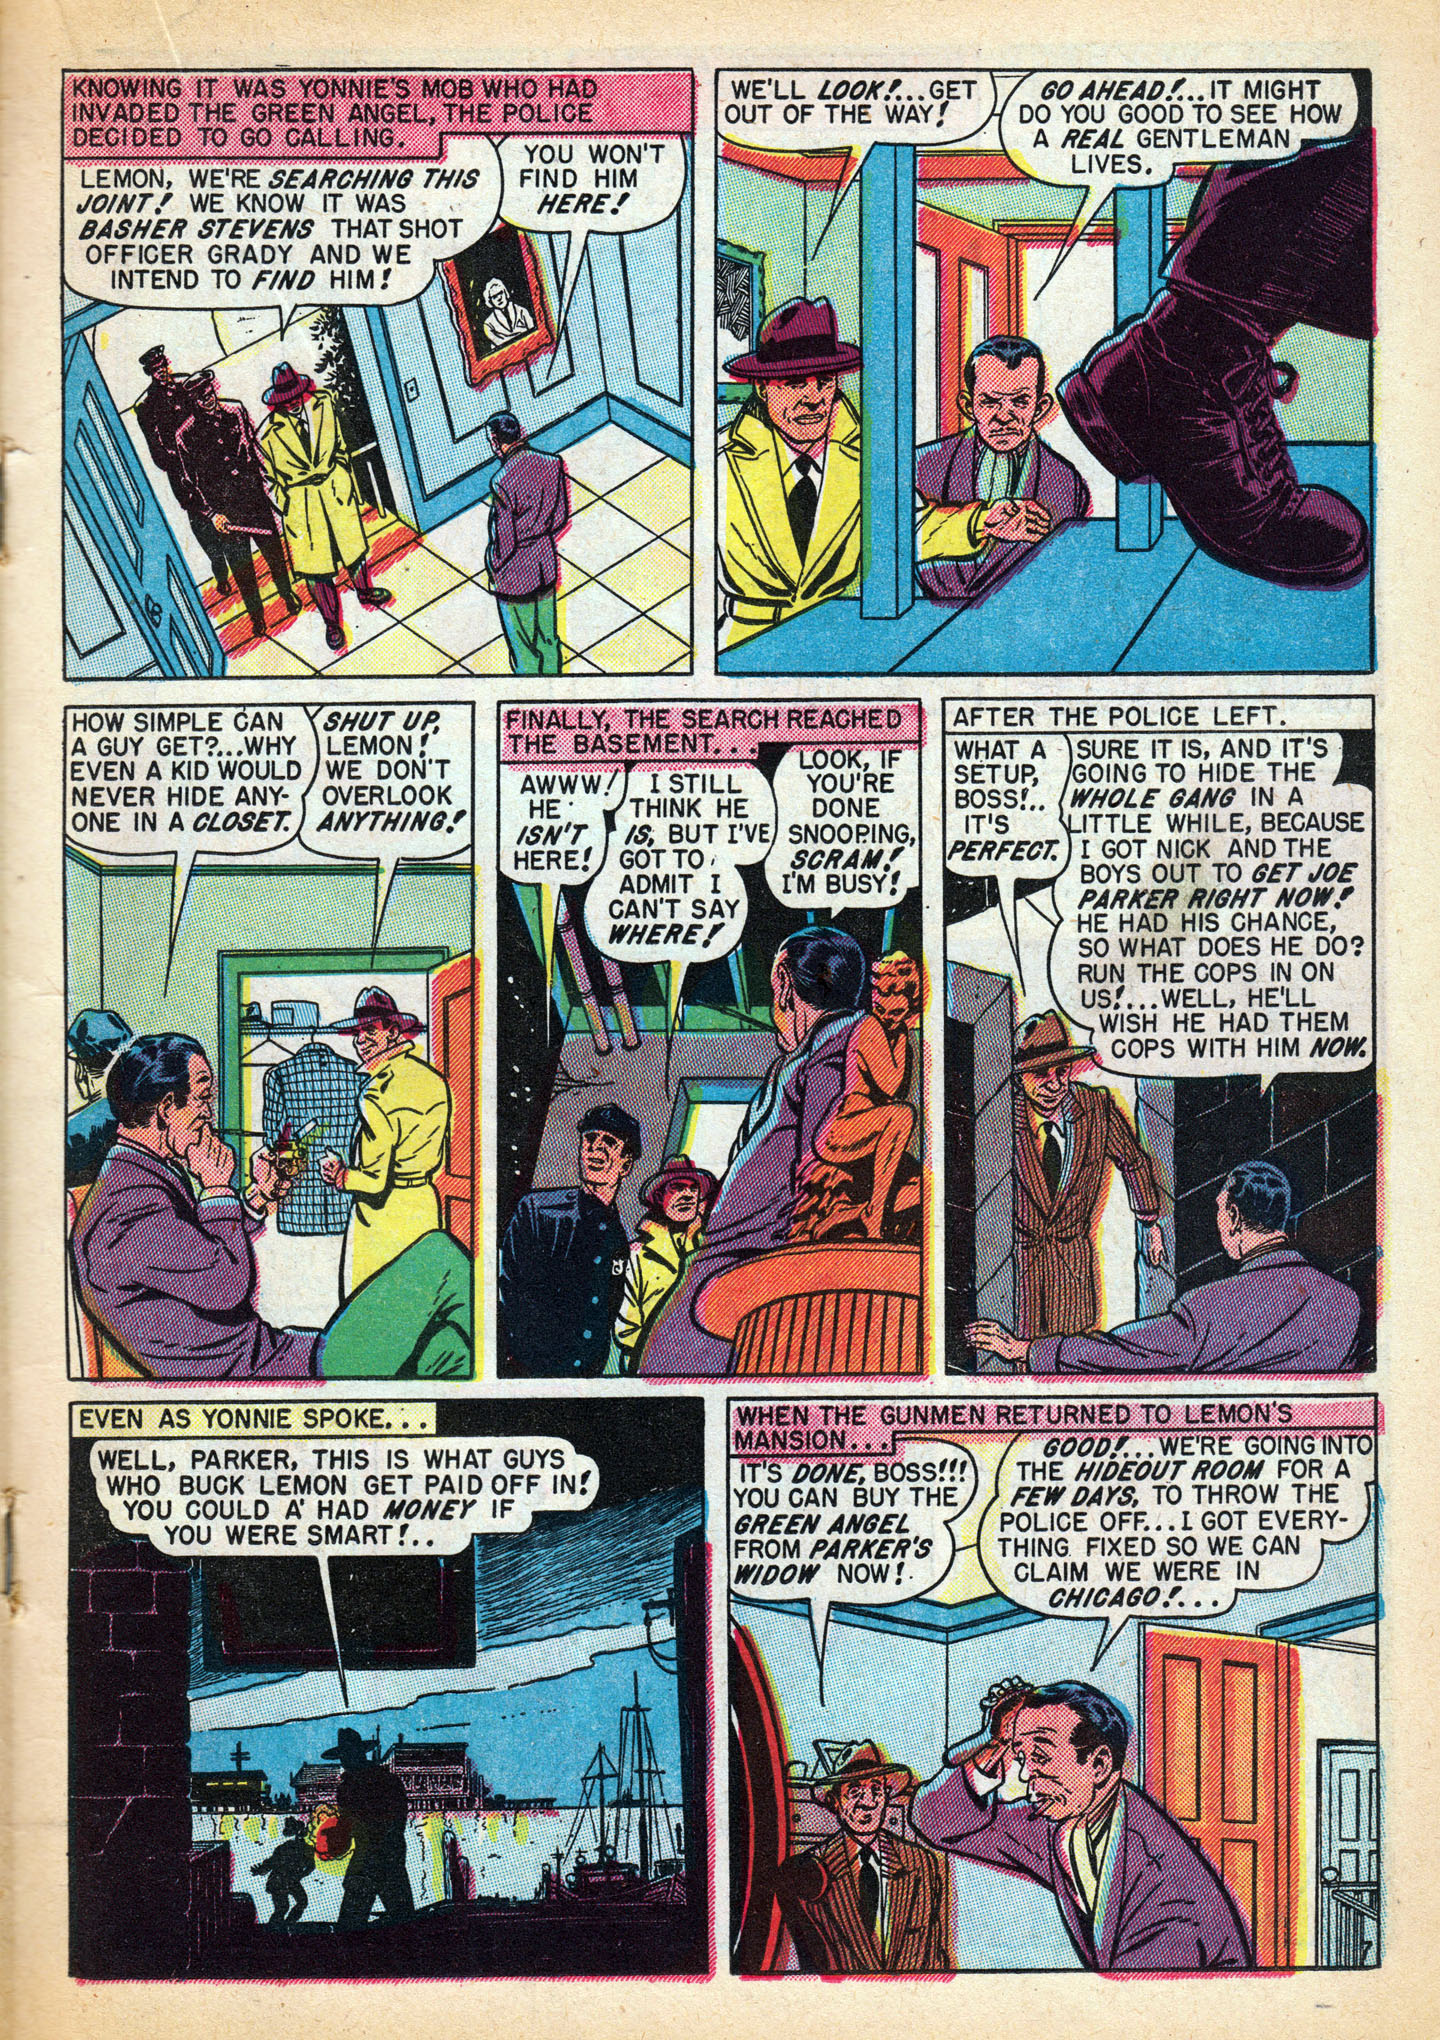 KNOWING IT WAS YONNIE'S MOB WHO HAD
INVADED THE GREEN ANGEL, THE POLICE
DECIDED TO GO CALLING.
LEMON, WE'RE SEARCHING THIS
JOINT! WE KNOW IT WAS
BASHER STEVENS THAT SHOT
OFFICER GRADY AND WE
INTEND TO FIND HIM!
YOU WON'T
FIND HIM
HERE!
WE'LL LOOK!...GET
OUT OF THE WAY!
GO AHEAD!...IT MIGHT
DO YOU GOOD TO SEE HOW
A REAL GENTLEMAN
LIVES.
HOW SIMPLE CAN
A GUY GET?...WHY
EVEN A KID WOULD
NEVER HIDE ANY-
ONE IN A CLOSET.
SHUT UP,
LEMON!
WE DON'T
OVERLOOK
ANYTHING!
FINALLY, THE SEARCH REACHED
THE BASEMENT...
AWWW!
HE
ISN'T
HERE!
I STILL
THINK HE
IS, BUT I'VE
GOT TO
ADMIT I
CAN'T SAY
WHERE!
LOOK, IF
YOU'RE
DONE
SNOOPING,
SCRAM!
I'M BUSY!
AFTER THE POLICE LEFT.
WHAT A
SETUP,
BOSS!..
IT'S
PERFECT.
SURE IT IS, AND IT'S
GOING TO HIDE THE
WHOLE GANG IN A
LITTLE WHILE, BECAUSE
I GOT NICK AND THE
BOYS OUT TO GET JOE
PARKER RIGHT NOW!
HE HAD HIS CHANCE,
SO WHAT DOES HE DO?
RUN THE COPS IN ON
US!...WELL, HE'LL
WISH HE HAD THEM
COPS WITH HIM NOW.
EVEN AS YONNIE SPOKE...
WELL, PARKER, THIS IS WHAT GUYS
WHO BUCK LEMON GET PAID OFF IN!
YOU COULD A' HAD MONEY IF
YOU WERE SMART!..
WHEN THE GUNMEN RETURNED TO LEMON'S
MANSION...
IT'S DONE, BOSS!!!
YOU CAN BUY THE
GREEN ANGEL
FROM PARKER'S
WIDOW NOW!
GOOD!...WE'RE GOING INTO
THE HIDEOUT ROOM FOR A
FEW DAYS, TO THROW THE
POLICE OFF...I GOT EVERY-
THING FIXED SO WE CAN
CLAIM WE WERE IN
CHICAGO!...
7